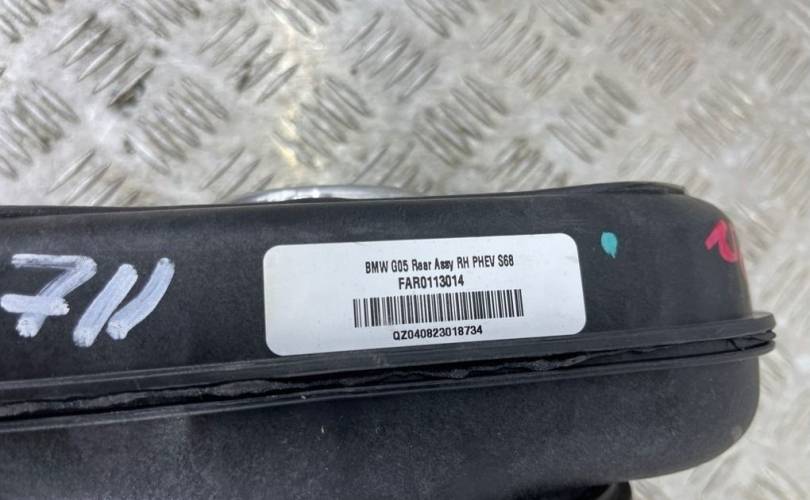 711
BMW G05 Rear Assy RH PHEV S68
FAR0113014
QZ040823018734